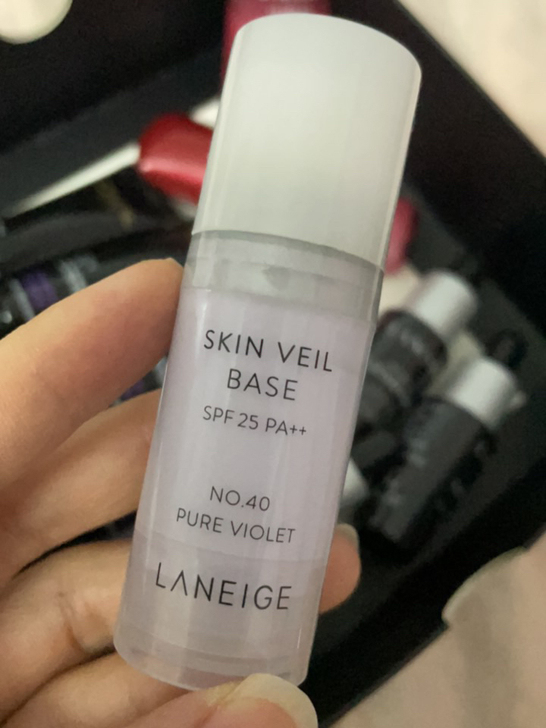 SKIN VEIL
BASE
SPF 25 PA++
NO.40
PURE VIOLET
LANEIGE